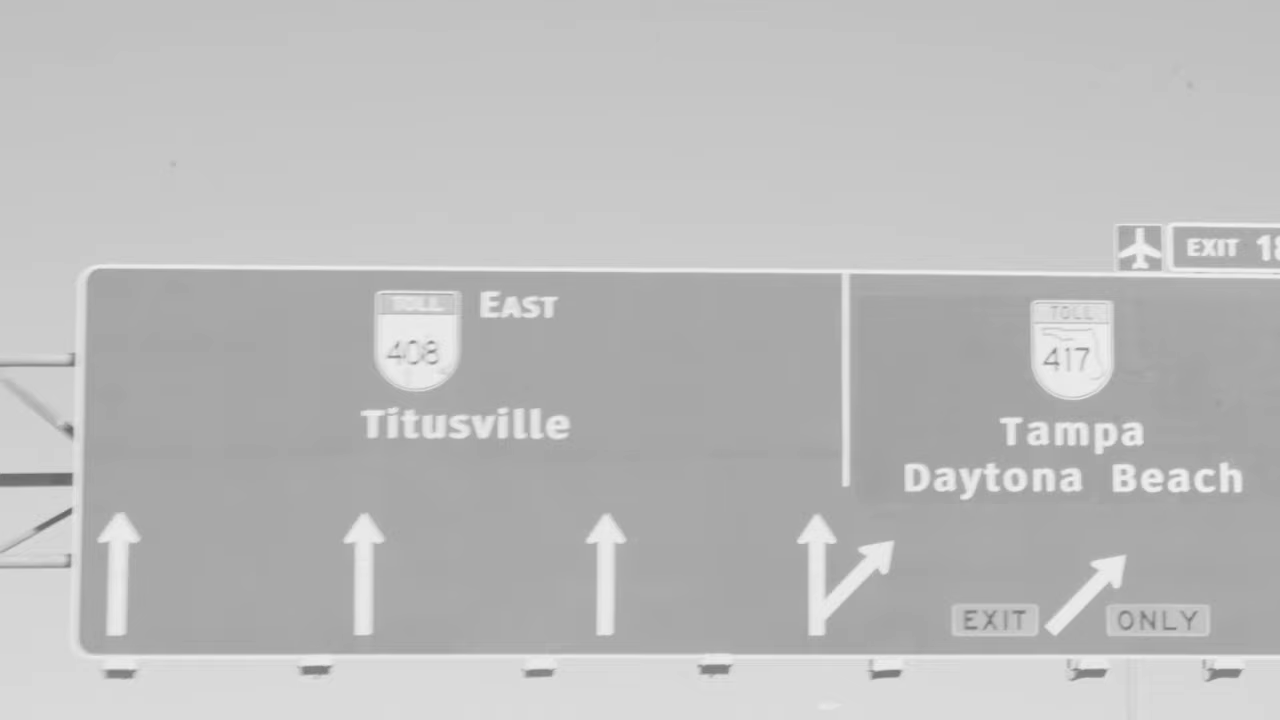 EXIT 18
TOLL
408
EAST
Titusville
TOLL
417
Tampa
Daytona Beach
EXIT ONLY